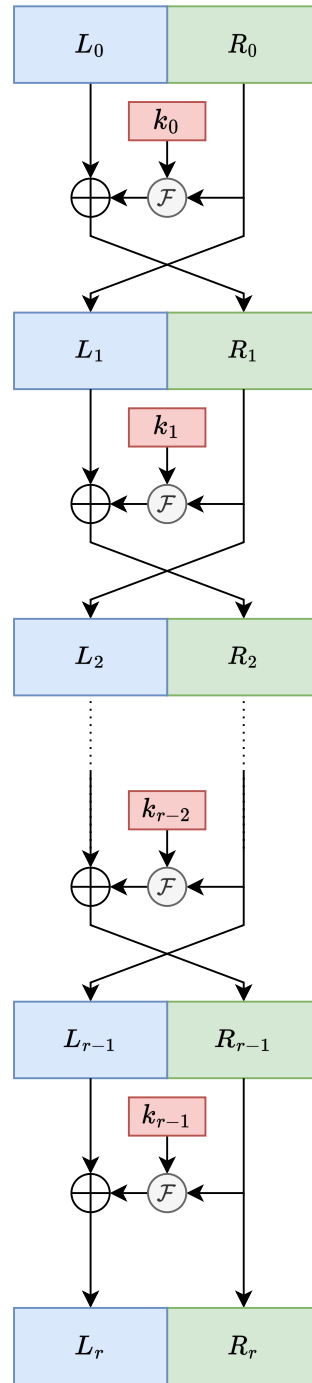 L₀ R₀
k₀
ℱ
L₁ R₁
k₁
ℱ
L₂ R₂
kᵣ₋₂
ℱ
Lᵣ₋₁ Rᵣ₋₁
kᵣ₋₁
ℱ
Lᵣ Rᵣ